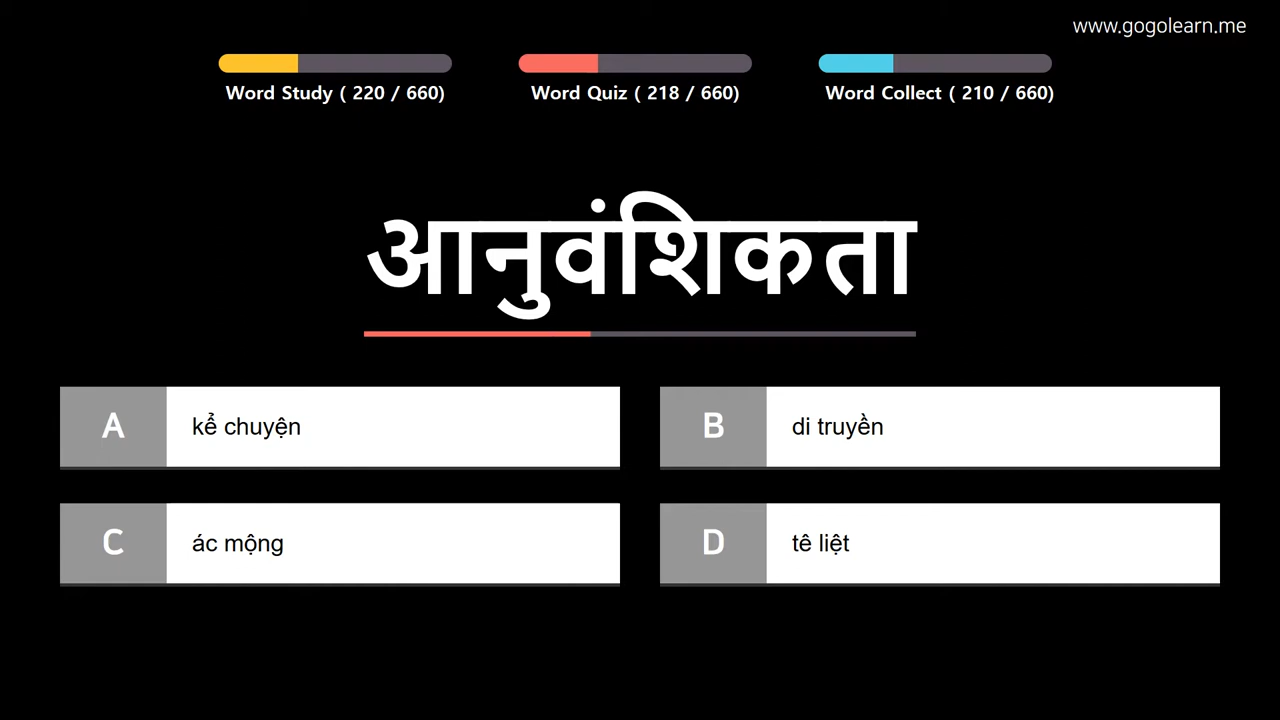 www.gogolearn.me
Word Study ( 220 / 660)
Word Quiz ( 218 / 660)
Word Collect ( 210 / 660)
आनुवंशिकता
A kể chuyện
B di truyền
C ác mộng
D tê liệt